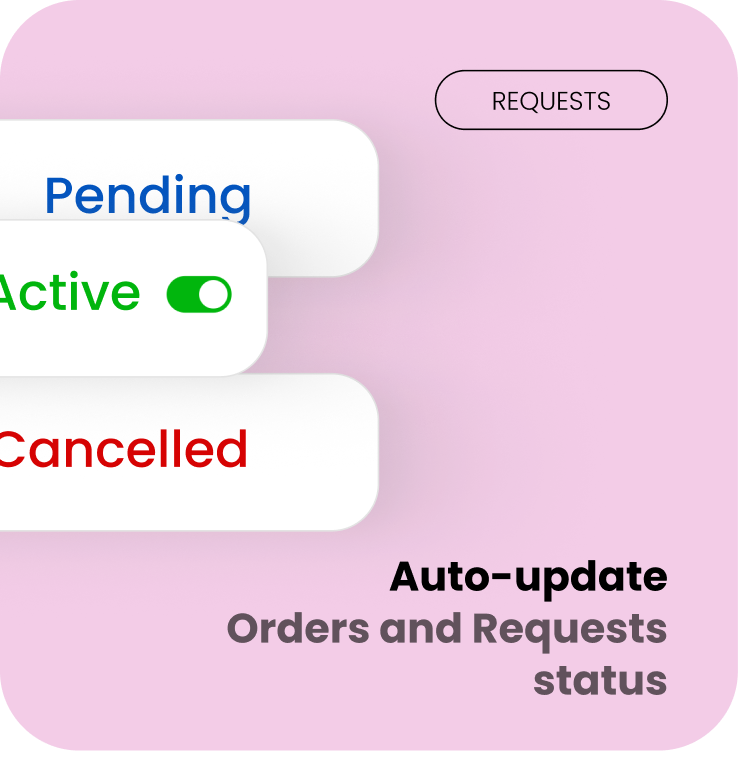 REQUESTS
Pending
Active
Cancelled
Auto-update
Orders and Requests
status